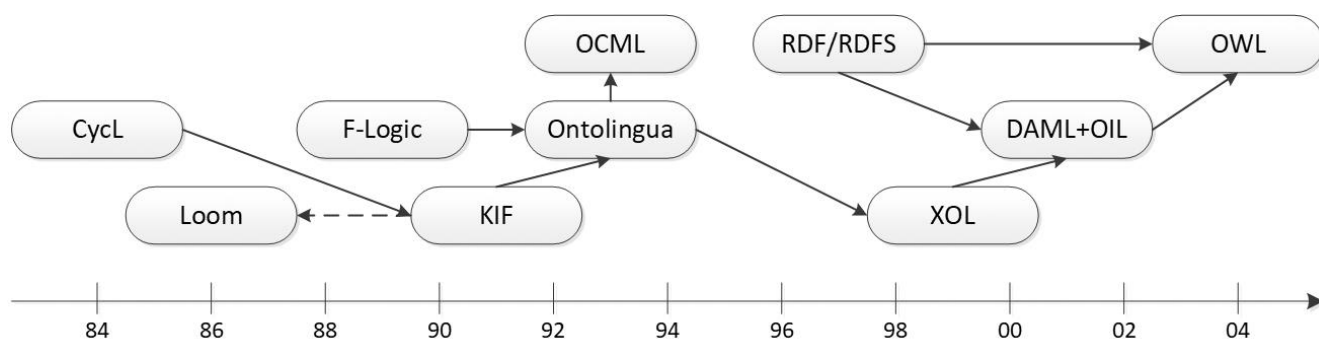 OCML RDF/RDFS OWL
CycL F-Logic Ontolingua DAML+OIL
Loom KIF XOL
84 86 88 90 92 94 96 98 00 02 04